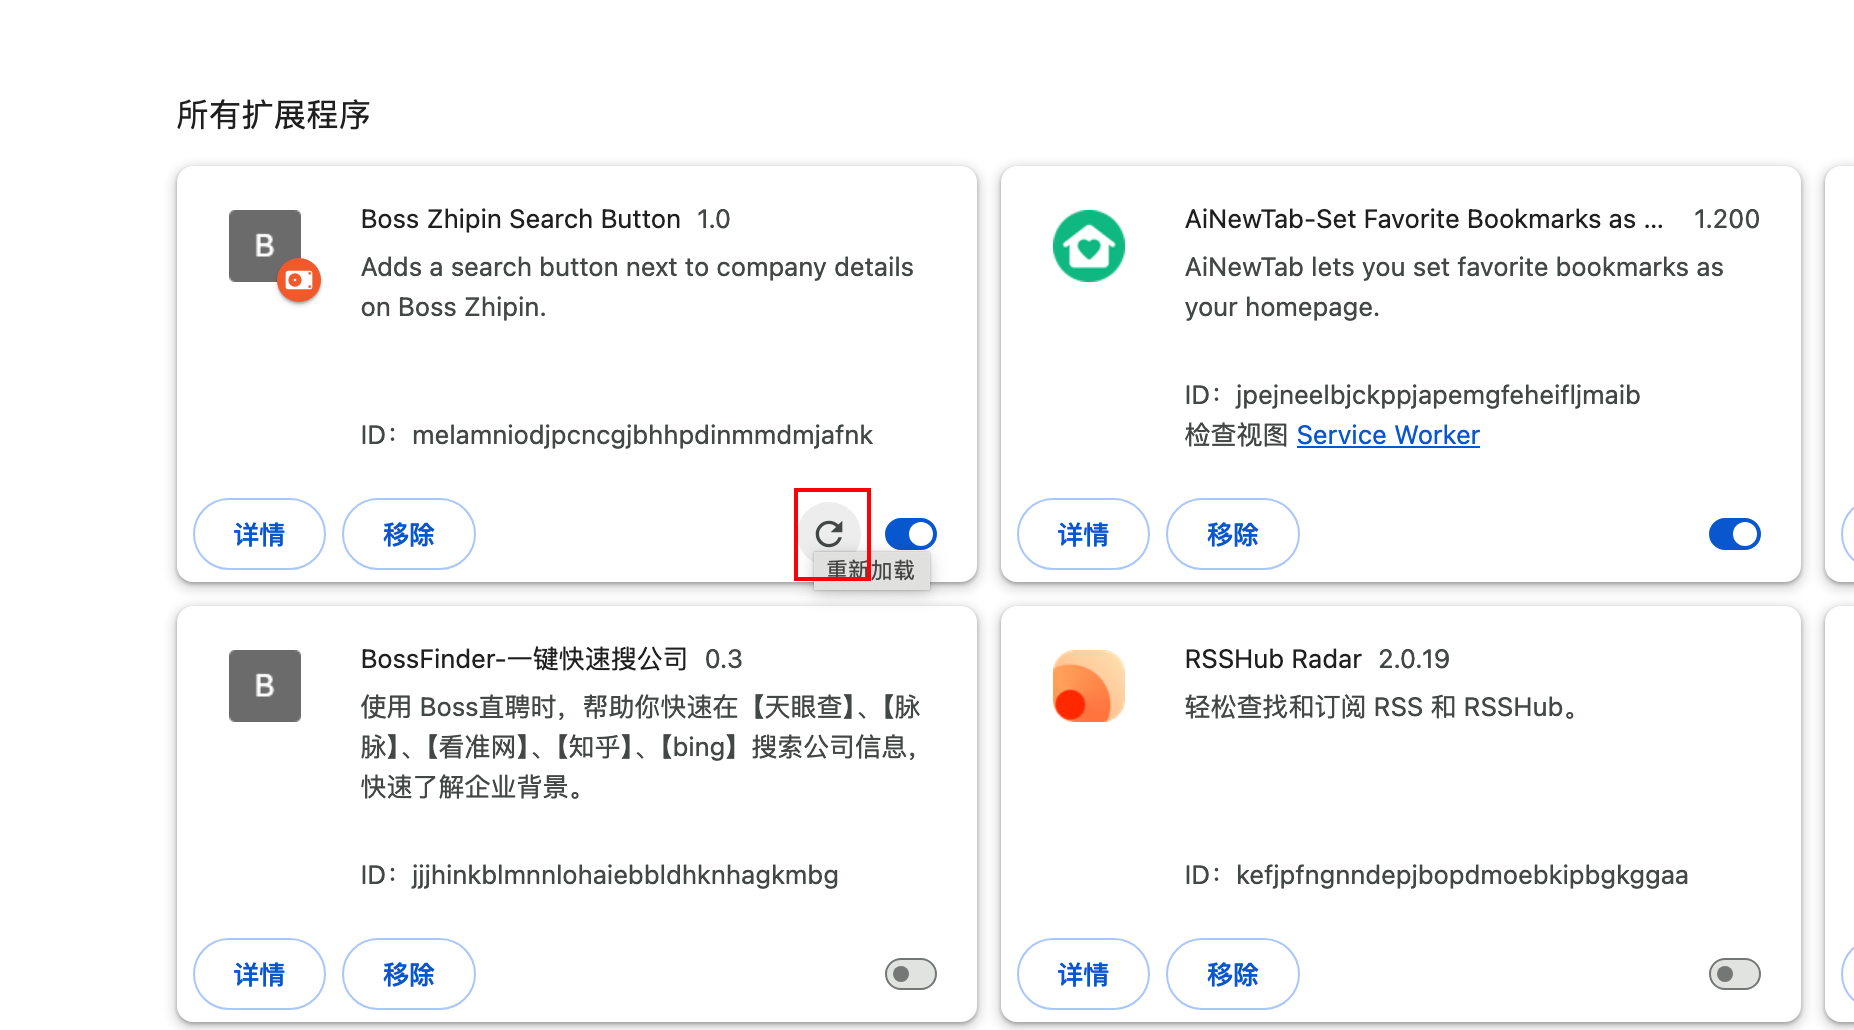 所有扩展程序
B
Boss Zhipin Search Button 1.0
Adds a search button next to company details
on Boss Zhipin.
ID：melamniodjpcncgjbhhpdinmmdmjafnk
详情
移除
重新加载
AiNewTab-Set Favorite Bookmarks as ... 1.200
AiNewTab lets you set favorite bookmarks as
your homepage.
ID：jpejneelbjckppjapemgfeheifljmaib
检查视图 Service Worker
详情
移除
B
BossFinder-一键快速搜公司 0.3
使用 Boss直聘时，帮助你快速在【天眼查】、【脉
脉】、【看准网】、【知乎】、【bing】搜索公司信息，
快速了解企业背景。
ID：jjjhinkblmnnlohaiebbldhknhagkmbg
详情
移除
RSSHub Radar 2.0.19
轻松查找和订阅 RSS 和 RSSHub。
ID：kefjpfngnndepjbopdmoebkipbgkggaa
详情
移除